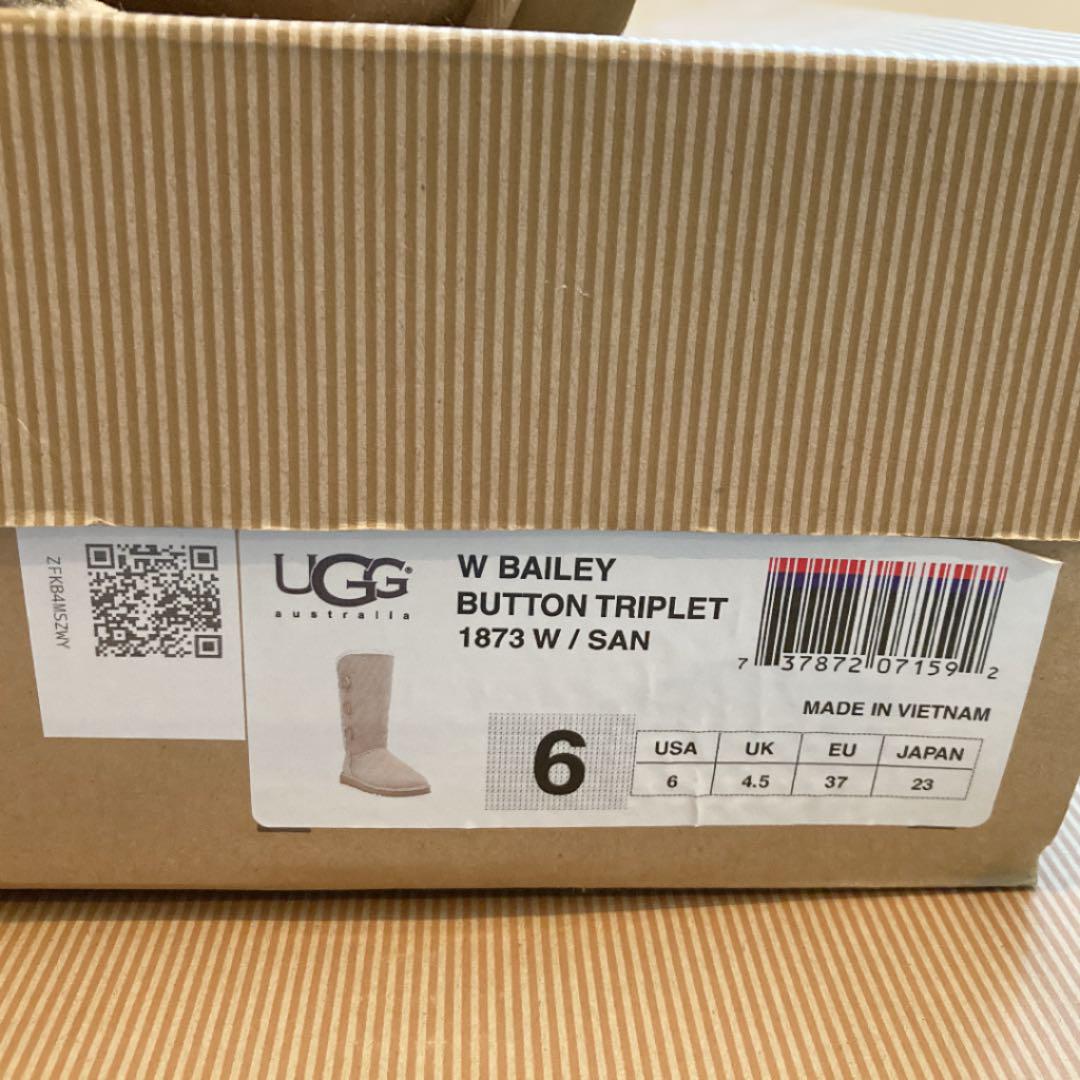 ZFKB4MSZWY
UGG®
australia
W BAILEY
BUTTON TRIPLET
1873 W / SAN
7 37872 07159 2
MADE IN VIETNAM
6
USA UK EU JAPAN
6 4.5 37 23